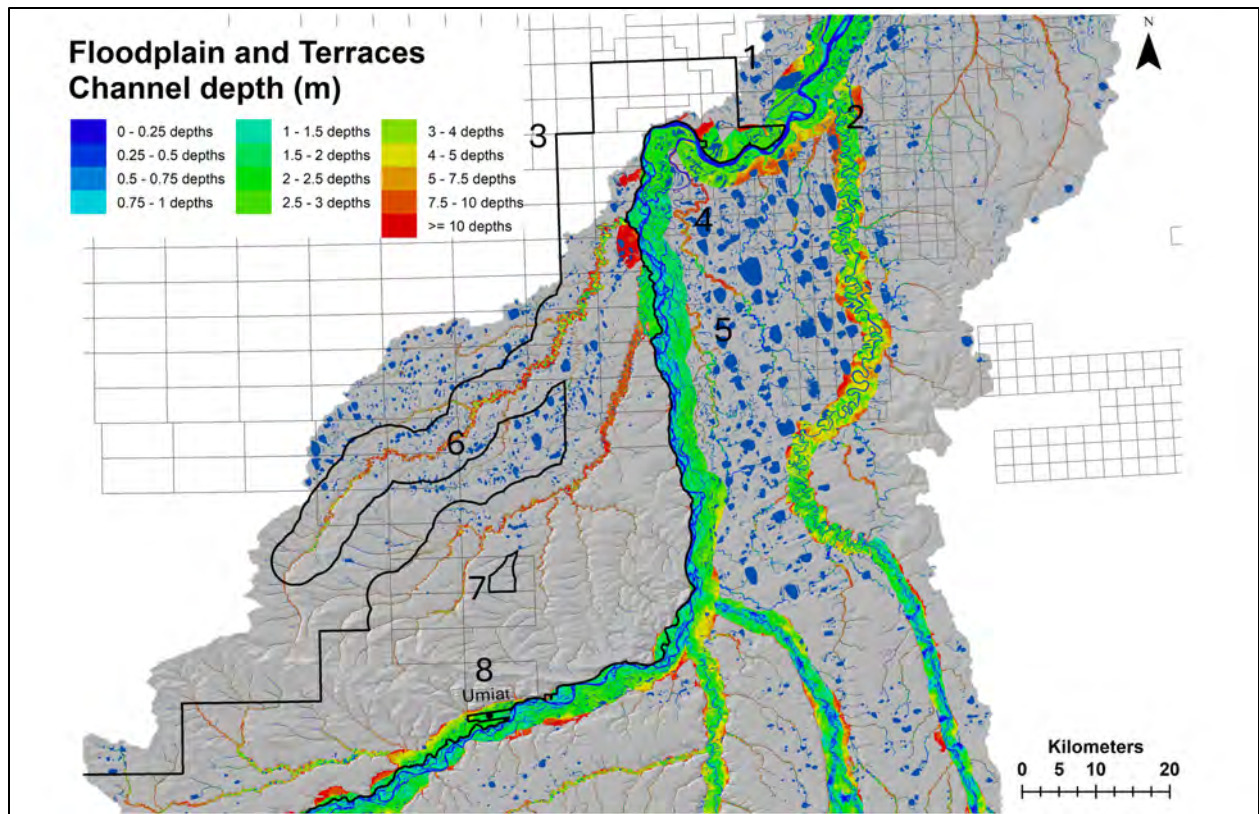 Floodplain and Terraces
Channel depth (m)
0 - 0.25 depths
0.25 - 0.5 depths
0.5 - 0.75 depths
0.75 - 1 depths
1 - 1.5 depths
1.5 - 2 depths
2 - 2.5 depths
2.5 - 3 depths
3 - 4 depths
4 - 5 depths
5 - 7.5 depths
7.5 - 10 depths
>= 10 depths
N
1
2
3
4
5
6
7
8
Umiat
Kilometers
0 5 10 20